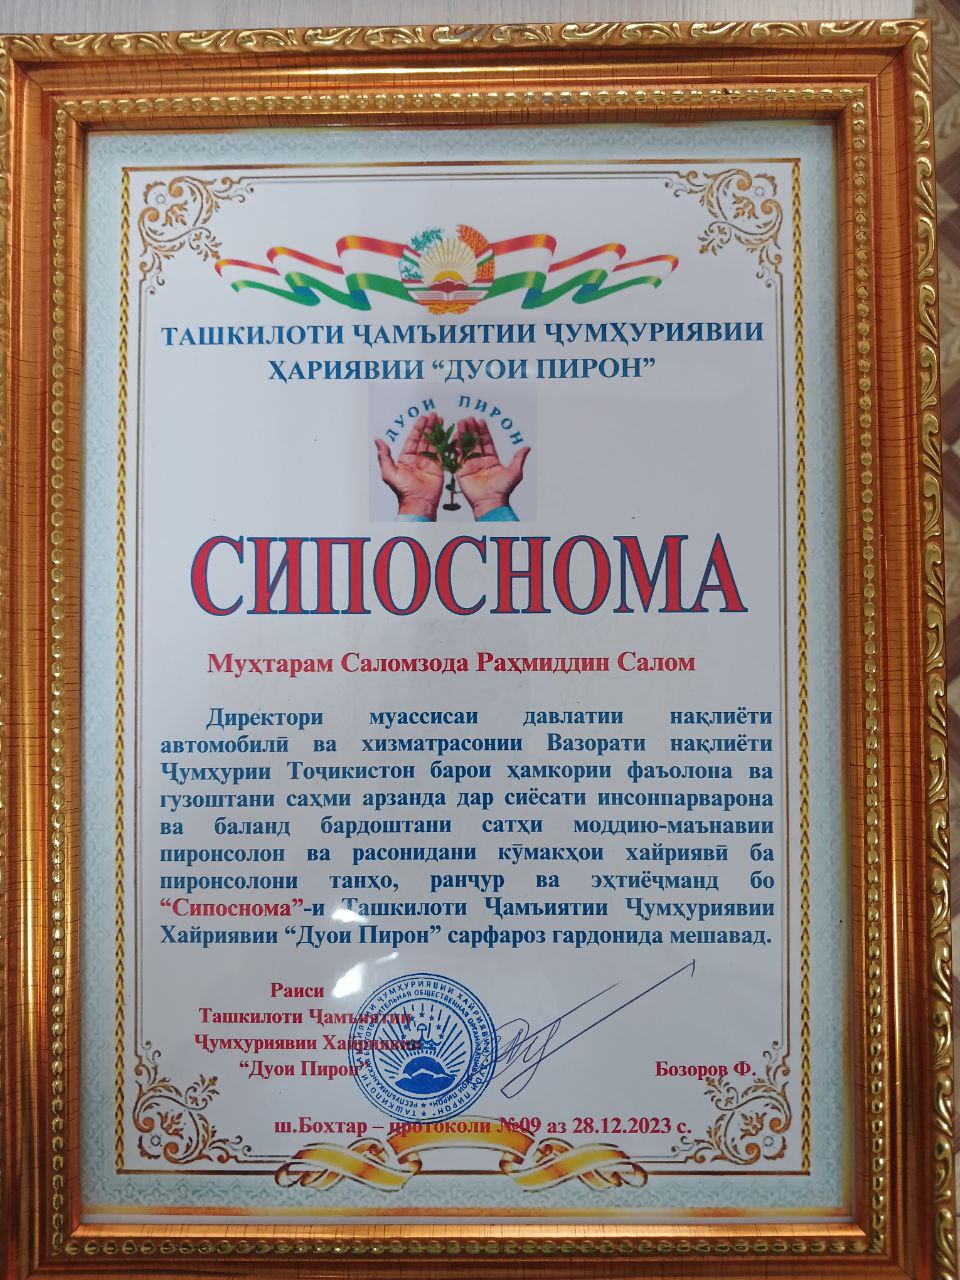 ТАШКИЛОТИ ҶАМЪИЯТИИ ҶУМҲУРИЯВИИ
ҲАРИЯВИИ “ДУОИ ПИРОН”
ДУОИ ПИРОН
СИПОСНОМА
Муҳтарам Саломзода Раҳмиддин Салом
Директори муассисаи давлатии нақлиёти
автомобилӣ ва хизматрасонии Вазорати нақлиёти
Ҷумҳурии Тоҷикистон барои ҳамкории фаъолона ва
гузоштани саҳми арзанда дар сиёсати инсонпарварона
ва баланд бардоштани сатҳи моддию-маънавии
пиронсолон ва расонидани кӯмакҳои хайриявӣ ба
пиронсолони танҳо, ранҷур ва эҳтиёҷманд бо
“Сипоснома”-и Ташкилоти Ҷамъиятии Ҷумҳуриявии
Хайриявии “Дуои Пирон” сарфароз гардонида мешавад.
Раиси
Ташкилоти Ҷамъиятии
Ҷумҳуриявии Хайриявии
“Дуои Пирон”
Бозоров Ф.
ш.Бохтар – протоколи №09 аз 28.12.2023 с.